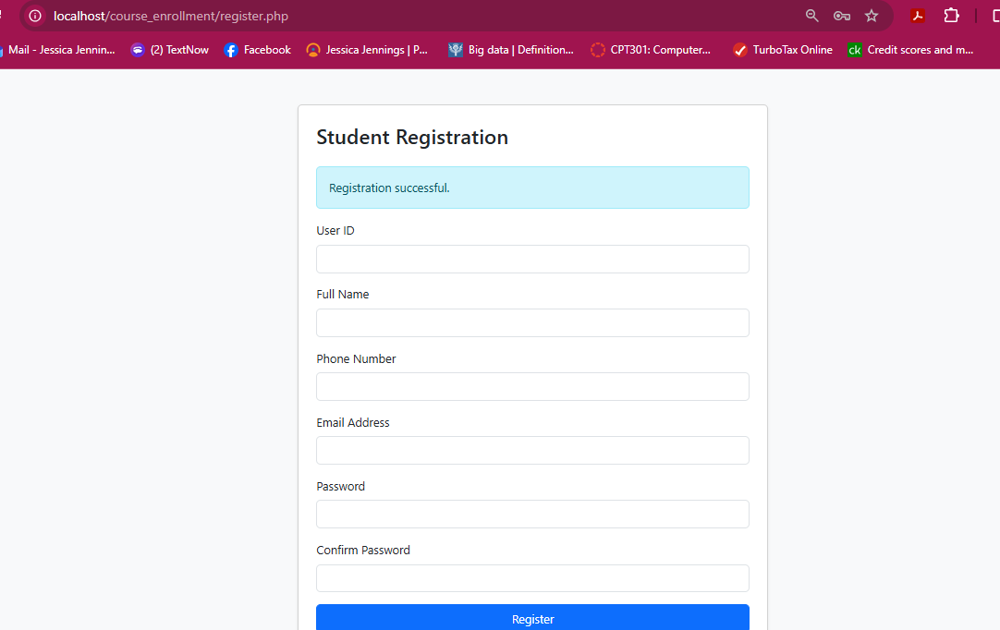 localhost/course_enrollment/register.php
Mail - Jessica Jennin... (2) TextNow Facebook Jessica Jennings | P... Big data | Definition... CPT301: Computer... TurboTax Online ck Credit scores and m...
Student Registration
Registration successful.
User ID
Full Name
Phone Number
Email Address
Password
Confirm Password
Register